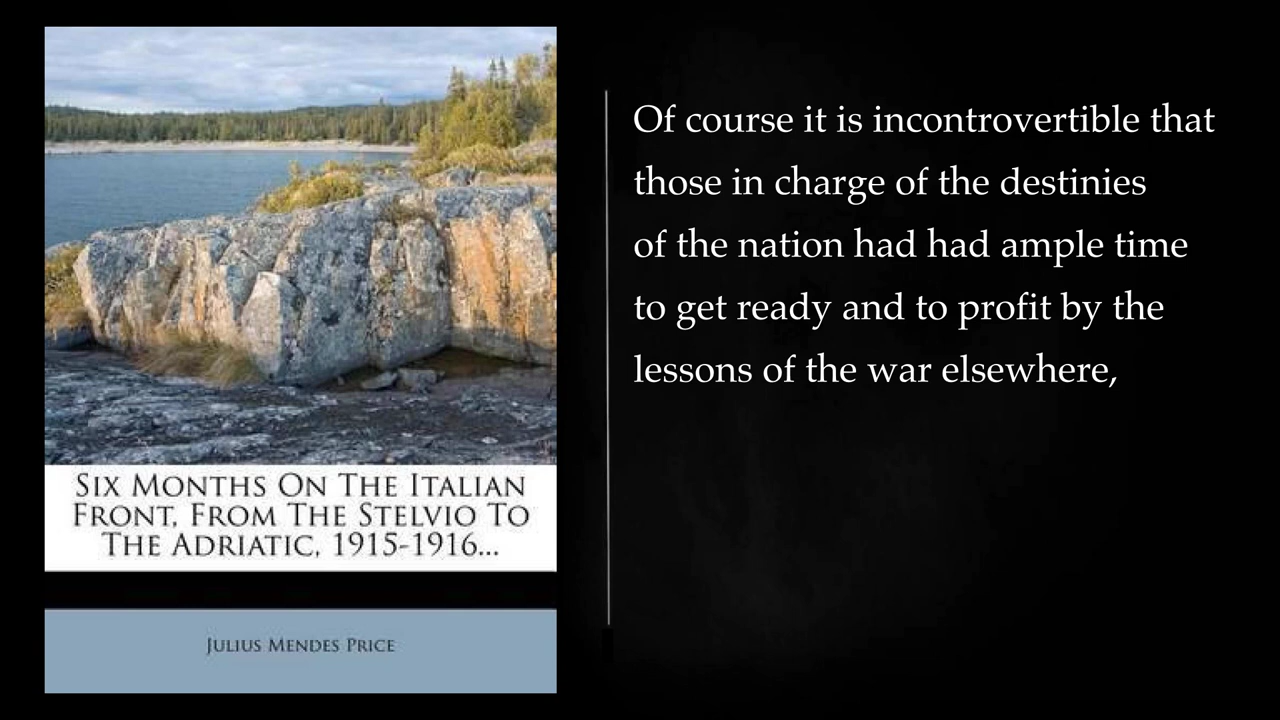 SIX MONTHS ON THE ITALIAN
FRONT, FROM THE STELVIO TO
THE ADRIATIC, 1915-1916...
JULIUS MENDES PRICE
Of course it is incontrovertible that
those in charge of the destinies
of the nation had had ample time
to get ready and to profit by the
lessons of the war elsewhere,